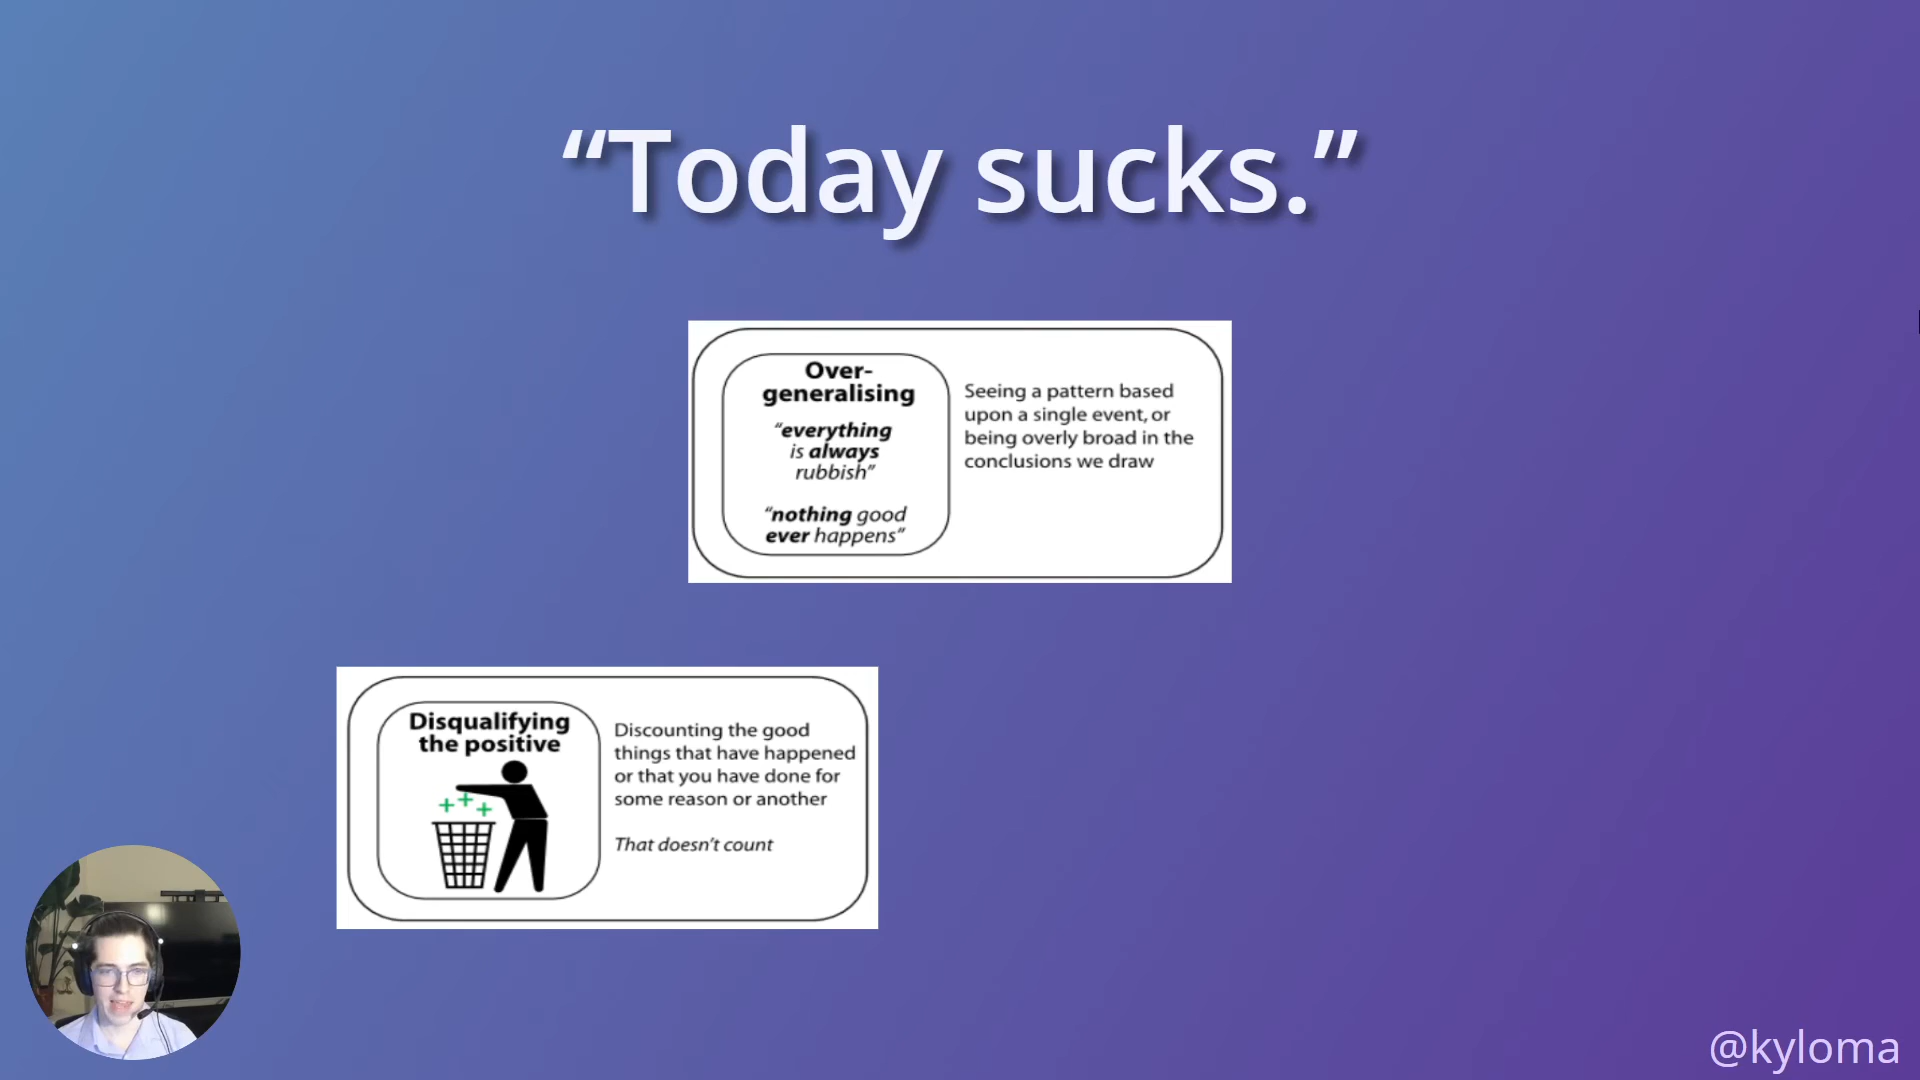 “Today sucks.”
Over-
generalising
“everything
is always
rubbish”
“nothing good
ever happens”
Seeing a pattern based
upon a single event, or
being overly broad in the
conclusions we draw
Disqualifying
the positive
Discounting the good
things that have happened
or that you have done for
some reason or another
That doesn’t count
@kyloma